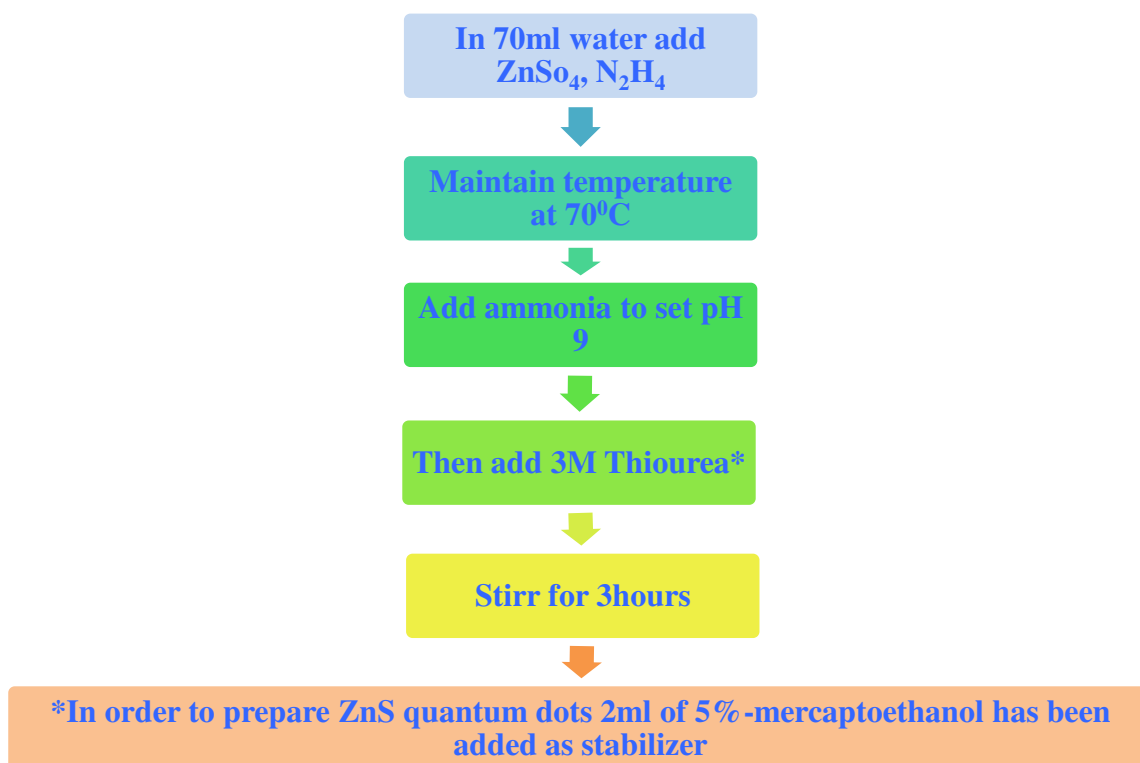 In 70ml water add
ZnSo₄, N₂H₄
Maintain temperature
at 70⁰C
Add ammonia to set pH
9
Then add 3M Thiourea*
Stirr for 3hours
*In order to prepare ZnS quantum dots 2ml of 5%-mercaptoethanol has been
added as stabilizer